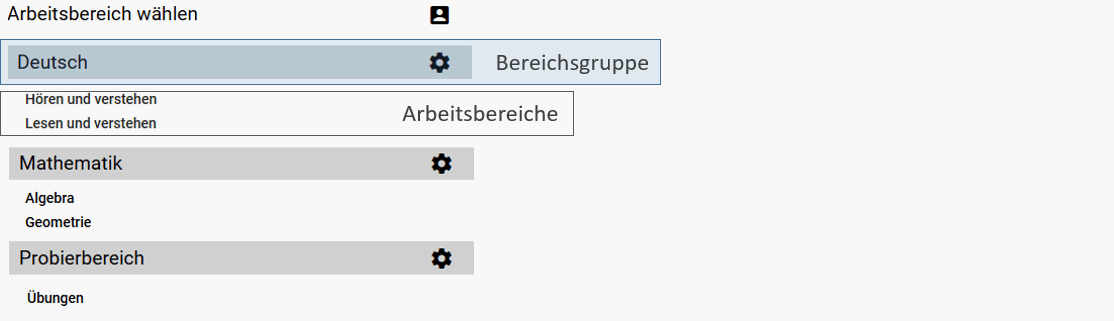 Arbeitsbereich wählen
Deutsch Bereichsgruppe
Hören und verstehen
Arbeitsbereiche
Lesen und verstehen
Mathematik
Algebra
Geometrie
Probierbereich
Übungen